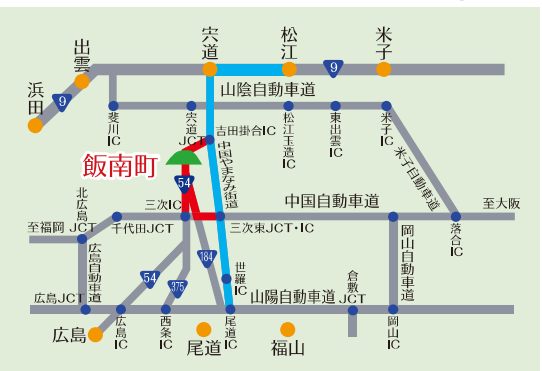 出雲
宍道
松江
米子
9
浜田
9
山陰自動車道
斐川IC
宍道JCT
吉田掛合IC
松江玉造IC
東出雲IC
米子IC
飯南町
中国やまなみ街道
米子自動車道
54
北広島JCT
三次IC
中国自動車道
至大阪
至福岡
千代田JCT
三次東JCT・IC
落合IC
広島自動車道
54
375
184
世羅IC
岡山自動車道
倉敷JCT
広島JCT
山陽自動車道
広島IC
西条IC
尾道IC
岡山IC
広島
尾道
福山